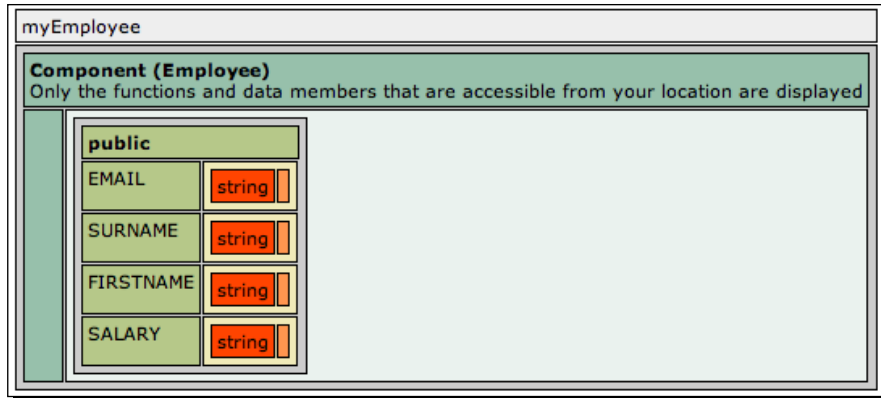 myEmployee
Component (Employee)
Only the functions and data members that are accessible from your location are displayed
public
EMAIL string
SURNAME string
FIRSTNAME string
SALARY string